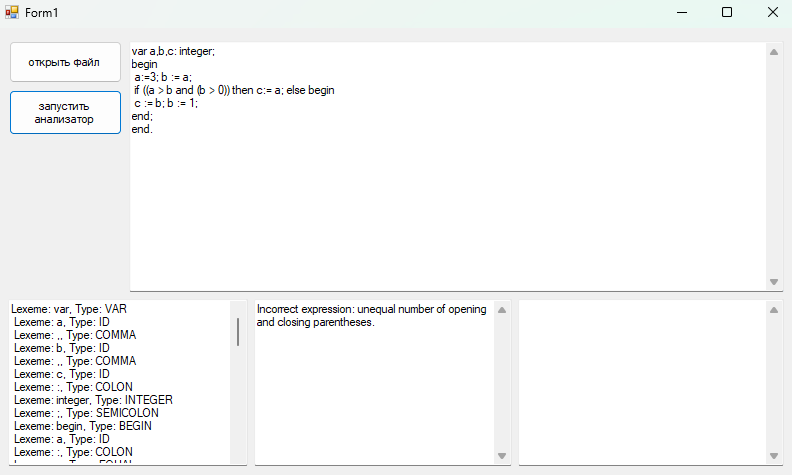 Form1
открыть файл
запустить
анализатор
var a,b,c: integer;
begin
a:=3; b := a;
if ((a > b and (b > 0)) then c:= a; else begin
c := b; b := 1;
end;
end.
Lexeme: var, Type: VAR
Lexeme: a, Type: ID
Lexeme: ,, Type: COMMA
Lexeme: b, Type: ID
Lexeme: ,, Type: COMMA
Lexeme: c, Type: ID
Lexeme: :, Type: COLON
Lexeme: integer, Type: INTEGER
Lexeme: ;, Type: SEMICOLON
Lexeme: begin, Type: BEGIN
Lexeme: a, Type: ID
Lexeme: :, Type: COLON
Incorrect expression: unequal number of opening
and closing parentheses.